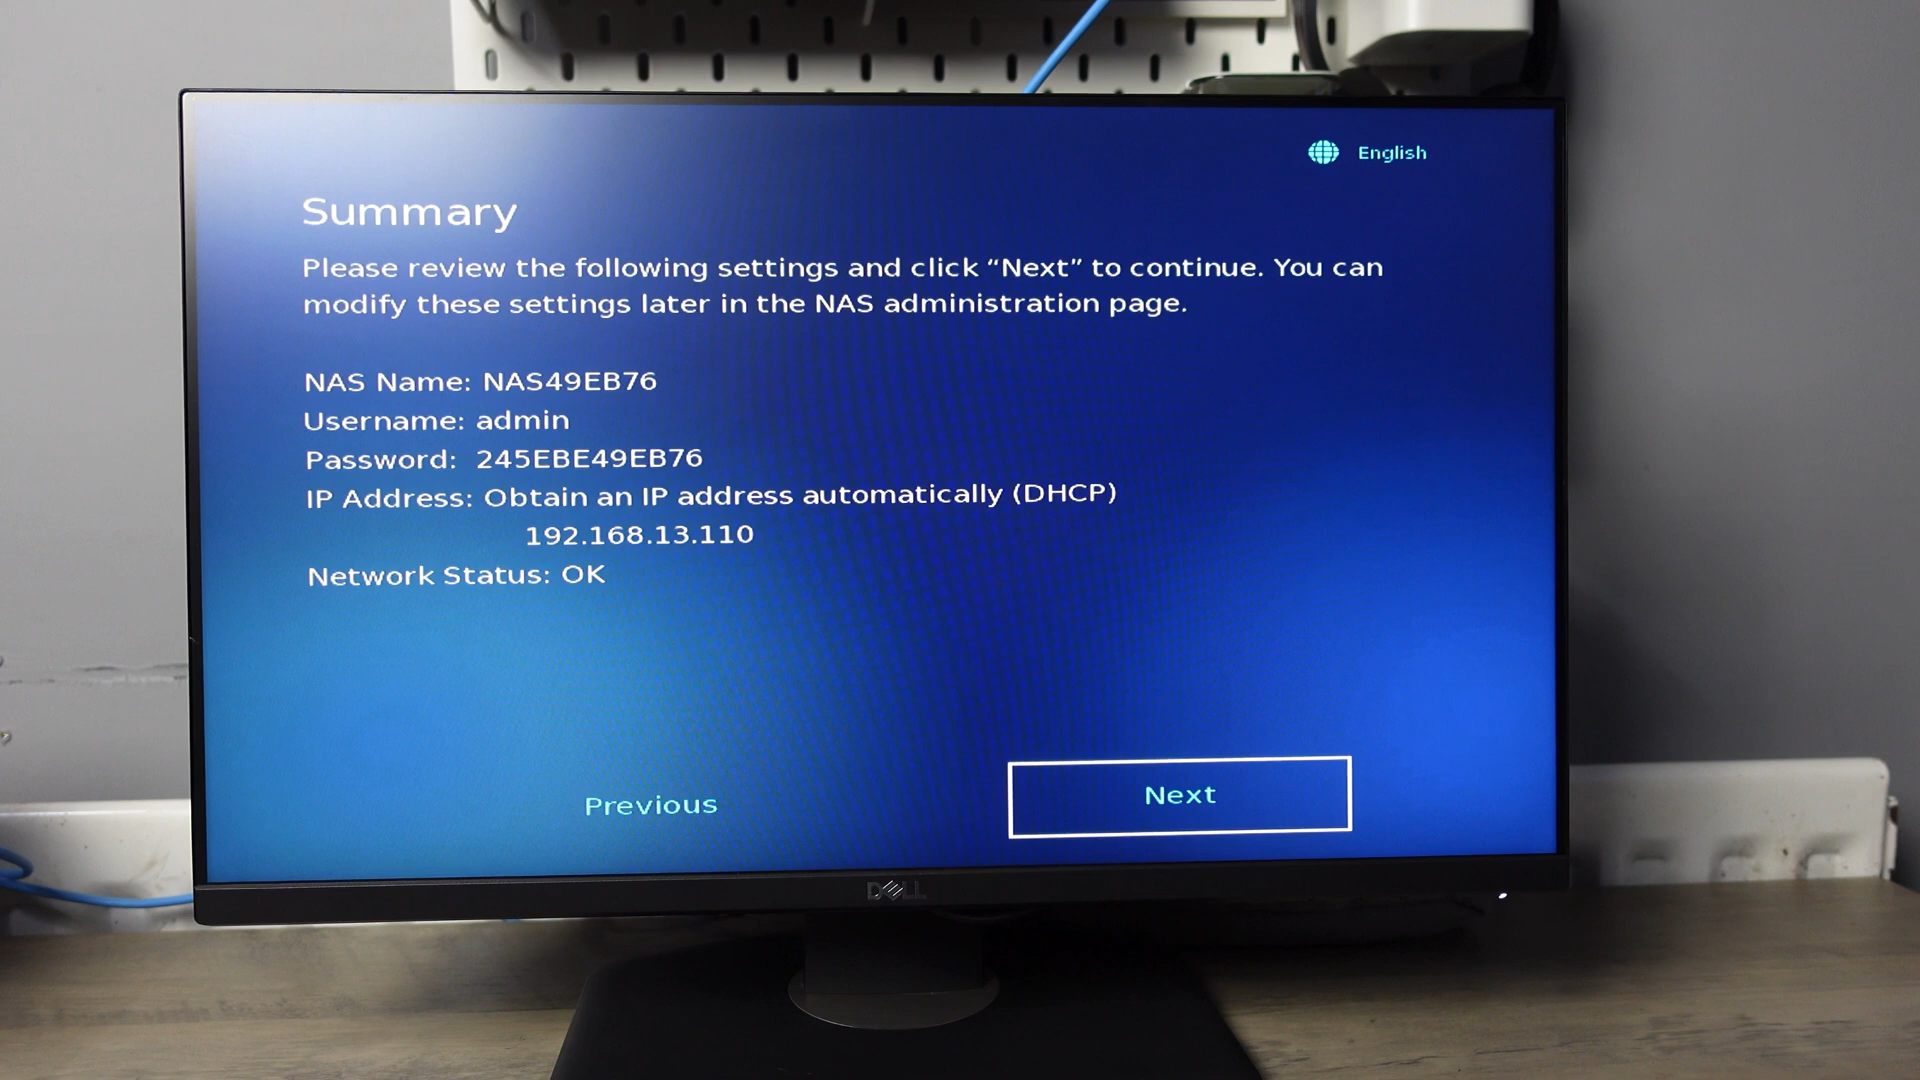 English
Summary
Please review the following settings and click “Next” to continue. You can
modify these settings later in the NAS administration page.
NAS Name: NAS49EB76
Username: admin
Password: 245EBE49EB76
IP Address: Obtain an IP address automatically (DHCP)
192.168.13.110
Network Status: OK
Previous
Next
DELL